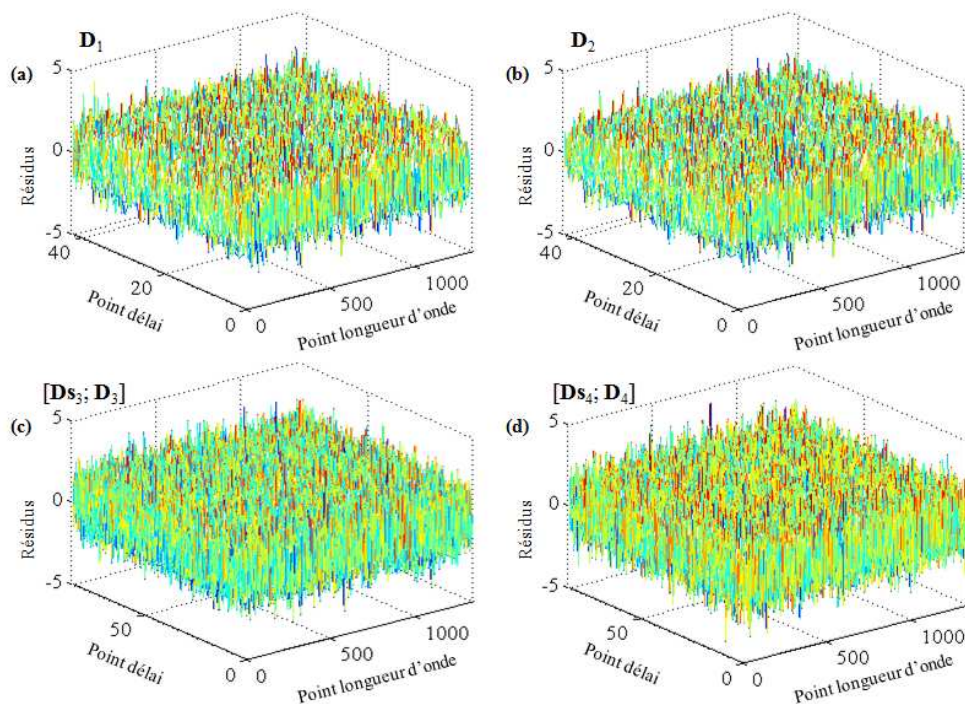 D1
(a)
5
0
-5
Résidus
40
20
0
Point délai
0
500
1000
Point longueur d'onde
D2
(b)
5
0
-5
Résidus
40
20
0
Point délai
0
500
1000
Point longueur d'onde
[Ds3; D3]
(c)
5
0
-5
Résidus
50
0
Point délai
0
500
1000
Point longueur d'onde
[Ds4; D4]
(d)
5
0
-5
Résidus
50
0
Point délai
0
500
1000
Point longueur d'onde